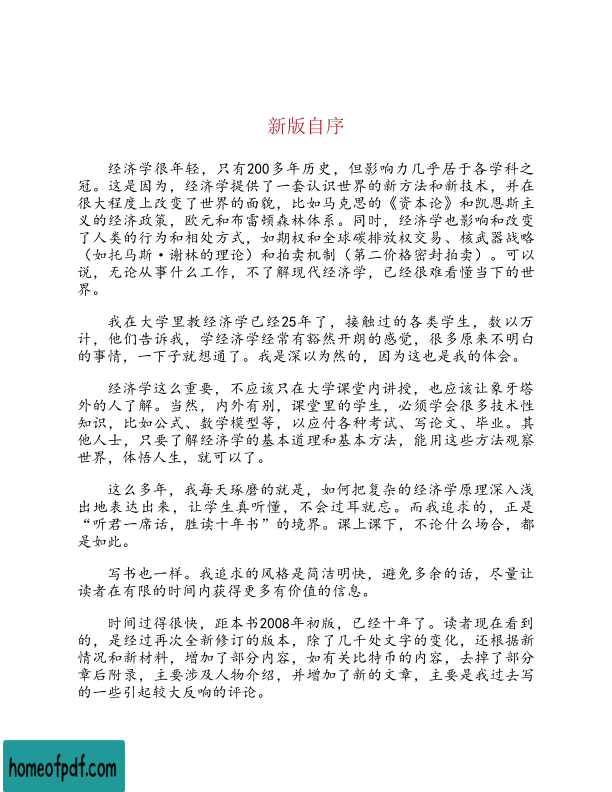 新版自序
经济学很年轻，只有200多年历史，但影响力几乎居于各学科之
冠。这是因为，经济学提供了一套认识世界的新方法和新技术，并在
很大程度上改变了世界的面貌，比如马克思的《资本论》和凯恩斯主
义的经济政策，欧元和布雷顿森林体系。同时，经济学也影响和改变
了人类的行为和相处方式，如期权和全球碳排放权交易、核武器战略
（如托马斯·谢林的理论）和拍卖机制（第二价格密封拍卖）。可以
说，无论从事什么工作，不了解现代经济学，已经很难看懂当下的世
界。
我在大学里教经济学已经25年了，接触过的各类学生，数以万
计，他们告诉我，学经济学经常有豁然开朗的感觉，很多原来不明白
的事情，一下子就想通了。我是深以为然的，因为这也是我的体会。
经济学这么重要，不应该只在大学课堂内讲授，也应该让象牙塔
外的人了解。当然，内外有别，课堂里的学生，必须学会很多技术性
知识，比如公式、数学模型等，以应付各种考试、写论文、毕业。其
他人士，只要了解经济学的基本道理和基本方法，能用这些方法观察
世界，体悟人生，就可以了。
这么多年，我每天琢磨的就是，如何把复杂的经济学原理深入浅
出地表达出来，让学生真听懂，不会过耳就忘。而我追求的，正是
“听君一席话，胜读十年书”的境界。课上课下，不论什么场合，都
是如此。
写书也一样。我追求的风格是简洁明快，避免多余的话，尽量让
读者在有限的时间内获得更多有价值的信息。
时间过得很快，距本书2008年初版，已经十年了。读者现在看到
的，是经过再次全新修订的版本，除了几千处文字的变化，还根据新
情况和新材料，增加了部分内容，如有关比特币的内容，去掉了部分
章后附录，主要涉及人物介绍，并增加了新的文章，主要是我过去写
的一些引起较大反响的评论。
homeofpdf.com